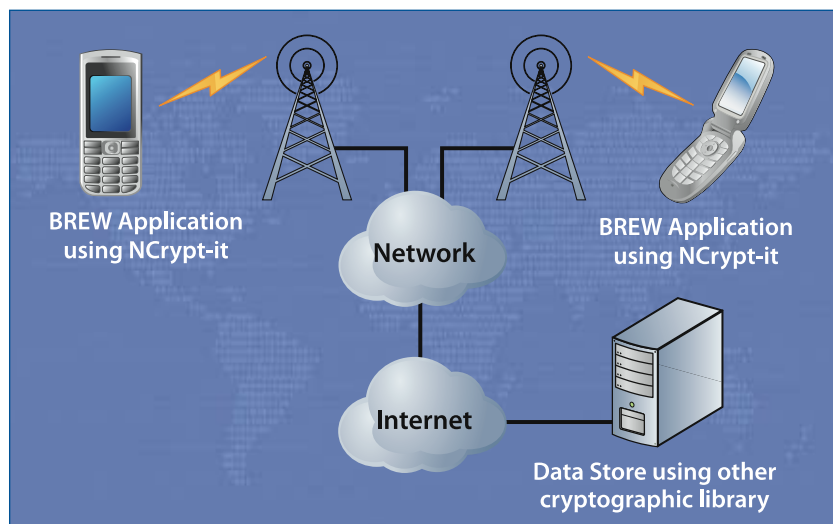 BREW Application
using NCrypt-it
BREW Application
using NCrypt-it
Network
Internet
Data Store using other
cryptographic library